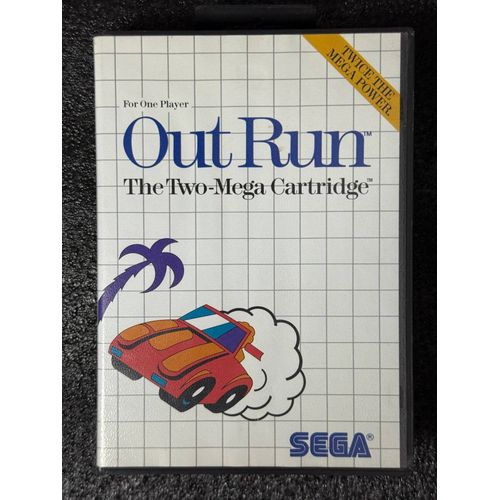 TWICE THE
MEGA POWER.
For One Player
Out Run™
The Two-Mega Cartridge™
SEGA®